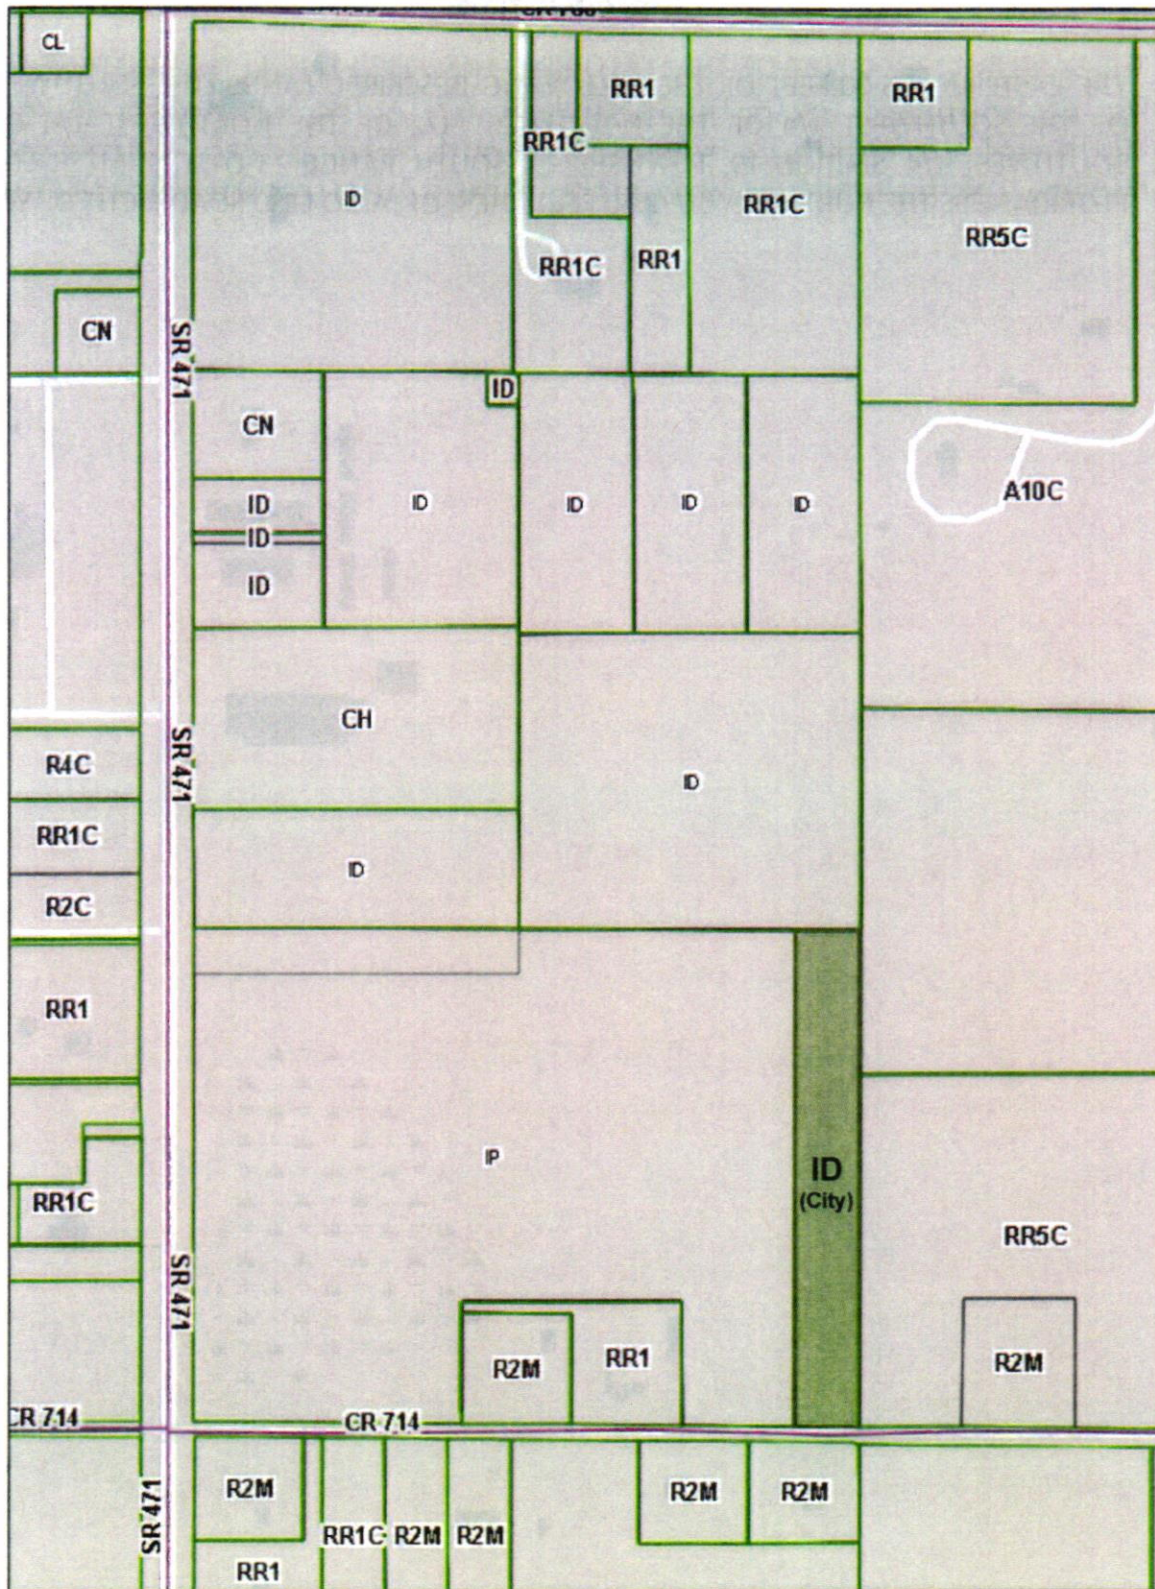 CL
RR1
RR1
RR1C
ID
RR1C
RR5C
RR1
RR1C
CN
SR 471
ID
CN
A10C
ID
ID
ID
ID
ID
ID
ID
CH
SR 471
R4C
ID
RR1C
ID
R2C
RR1
IP
ID
(City)
RR1C
RR5C
SR 471
RR1
R2M
R2M
CR 714
CR 714
R2M
R2M
R2M
SR 471
RR1C
R2M
R2M
RR1